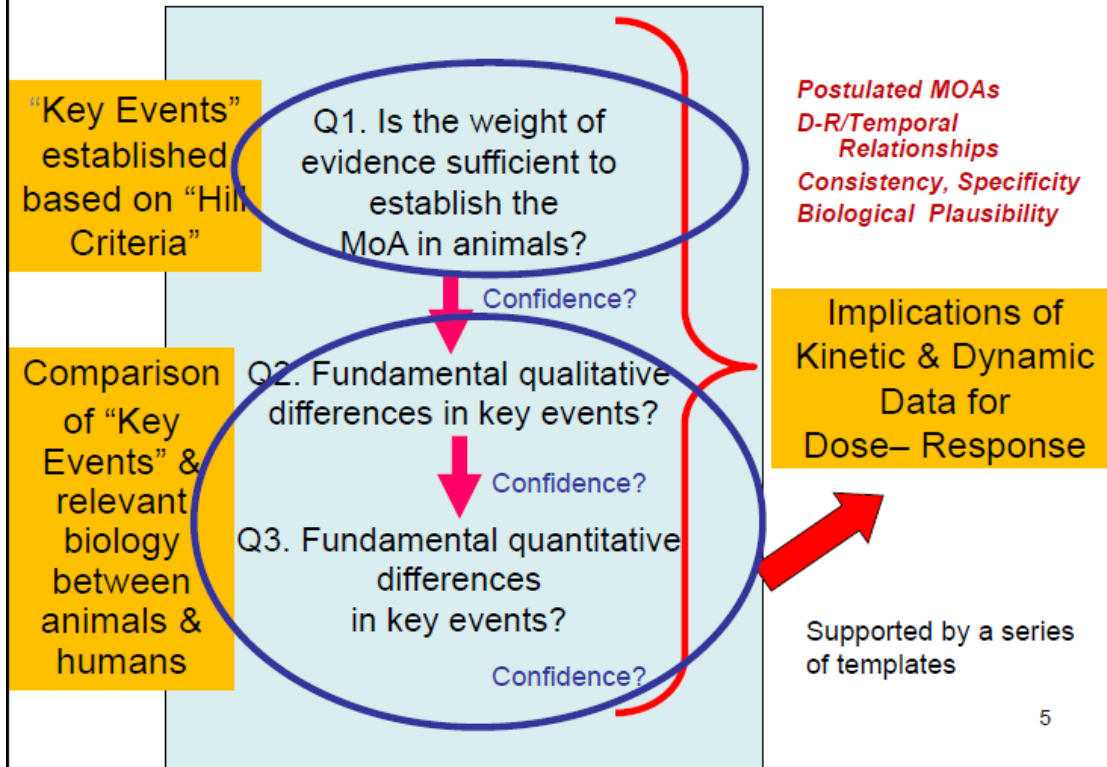 “Key Events”
established
based on “Hill
Criteria”
Q1. Is the weight of
evidence sufficient to
establish the
MoA in animals?
Confidence?
Comparison
of “Key
Events” &
relevant
biology
between
animals &
humans
Q2. Fundamental qualitative
differences in key events?
Confidence?
Q3. Fundamental quantitative
differences
in key events?
Confidence?
Postulated MOAs
D-R/Temporal
Relationships
Consistency, Specificity
Biological Plausibility
Implications of
Kinetic & Dynamic
Data for
Dose– Response
Supported by a series
of templates
5